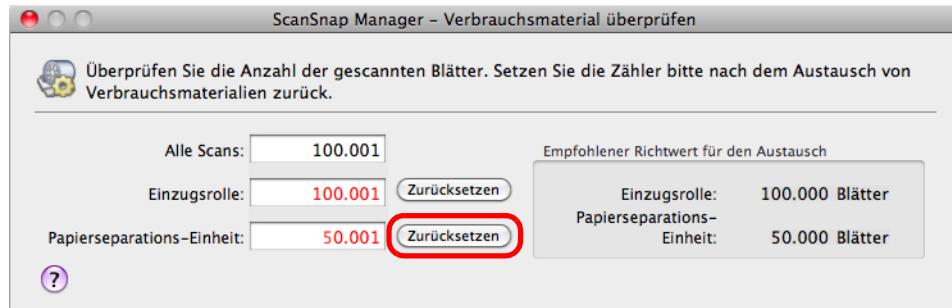 ScanSnap Manager – Verbrauchsmaterial überprüfen
Überprüfen Sie die Anzahl der gescannten Blätter. Setzen Sie die Zähler bitte nach dem Austausch von
Verbrauchsmaterialien zurück.
Alle Scans: 100.001
Einzugsrolle: 100.001 Zurücksetzen
Papierseparations-Einheit: 50.001 Zurücksetzen
Empfohlener Richtwert für den Austausch
Einzugsrolle: 100.000 Blätter
Papierseparations-
Einheit: 50.000 Blätter
?